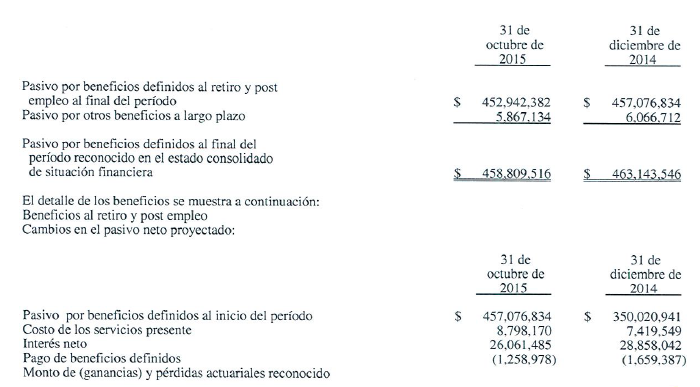 31 de 31 de
octubre de diciembre de
2015 2014
Pasivo por beneficios definidos al retiro y post
empleo al final del período $ 452,942,382 $ 457,076,834
Pasivo por otros beneficios a largo plazo 5,867,134 6,066,712
Pasivo por beneficios definidos al final del
período reconocido en el estado consolidado
de situación financiera $ 458,809,516 $ 463,143,546
El detalle de los beneficios se muestra a continuación:
Beneficios al retiro y post empleo
Cambios en el pasivo neto proyectado:
31 de 31 de
octubre de diciembre de
2015 2014
Pasivo por beneficios definidos al inicio del período $ 457,076,834 $ 350,020,941
Costo de los servicios presente 8,798,170 7,419,549
Interés neto 26,061,485 28,858,042
Pago de beneficios definidos (1,258,978) (1,659,387)
Monto de (ganancias) y pérdidas actuariales reconocido